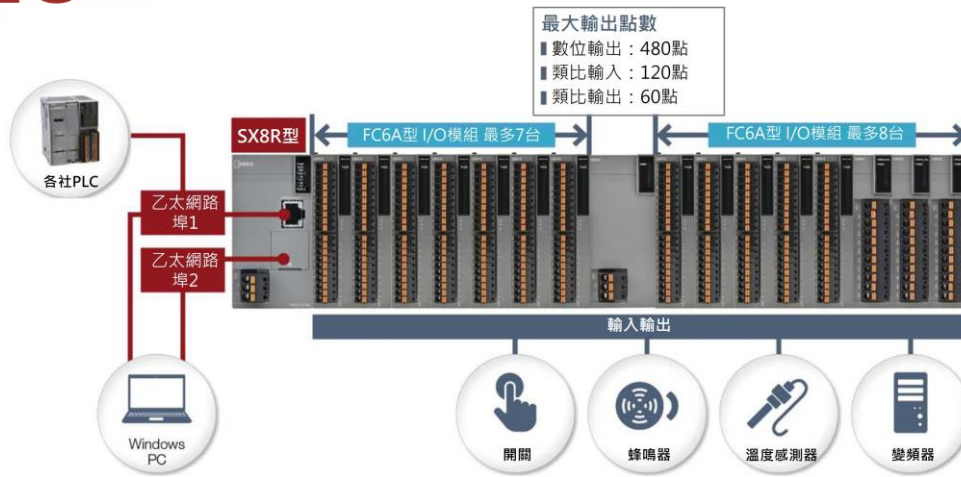 最大輸出點數
數位輸出：480點
類比輸入：120點
類比輸出：60點
SX8R型
FC6A型 I/O模組 最多7台
FC6A型 I/O模組 最多8台
各社PLC
乙太網路
埠1
乙太網路
埠2
輸入輸出
Windows
PC
開關
蜂鳴器
溫度感測器
變頻器